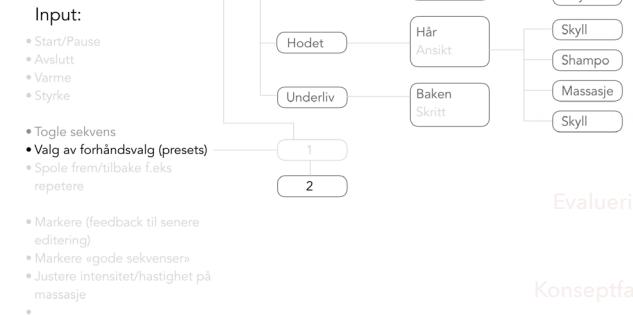 Input:
• Start/Pause
• Avslutt
• Varme
• Styrke
• Togle sekvens
• Valg av forhåndsvalg (presets)
• Spole frem/tilbake f.eks
repetere
• Markere (feedback til senere
editering)
• Markere «gode sekvenser»
• Justere intensitet/hastighet på
massasje
•
Hodet
Underliv
1
2
Hår
Ansikt
Baken
Skritt
Skyll
Shampo
Massasje
Skyll
Evalueri
Konseptfa